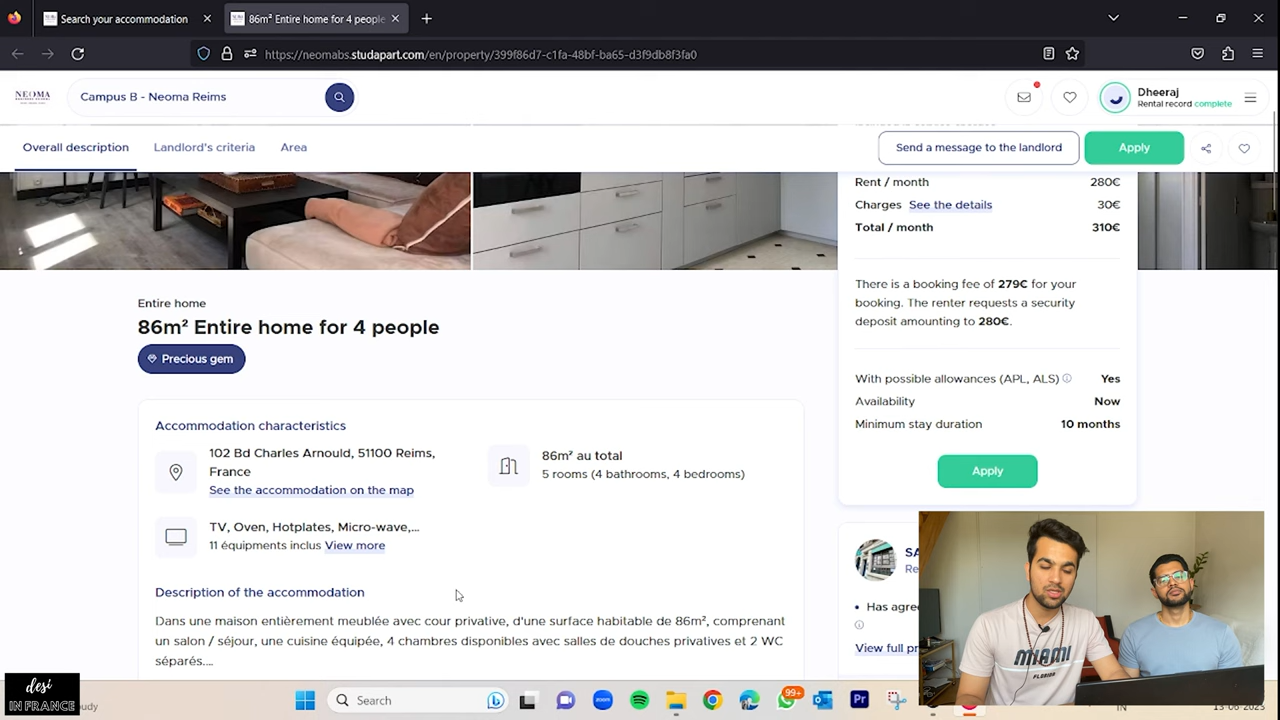 Search your accommodation
86m² Entire home for 4 people
https://neomabs.studapart.com/en/property/399f86d7-c1fa-48bf-ba65-d3f9db8f3fa0
NEOMA
Campus B - Neoma Reims
Dheeraj
Rental record complete
Overall description
Landlord's criteria
Area
Send a message to the landlord
Apply
Rent / month 280€
Charges See the details 30€
Total / month 310€
There is a booking fee of 279€ for your
booking. The renter requests a security
deposit amounting to 280€.
With possible allowances (APL, ALS) Yes
Availability Now
Minimum stay duration 10 months
Apply
Entire home
86m² Entire home for 4 people
Precious gem
Accommodation characteristics
102 Bd Charles Arnould, 51100 Reims,
France
See the accommodation on the map
86m² au total
5 rooms (4 bathrooms, 4 bedrooms)
TV, Oven, Hotplates, Micro-wave,...
11 équipments inclus View more
Description of the accommodation
Dans une maison entièrement meublée avec cour privative, d'une surface habitable de 86m², comprenant
un salon / séjour, une cuisine équipée, 4 chambres disponibles avec salles de douches privatives et 2 WC
séparés....
SA
Re
• Has agre
View full pr
MIAMI
FLORIDA
desi
IN FRANCE
Search
99+
Pr
IN
13-06-2023